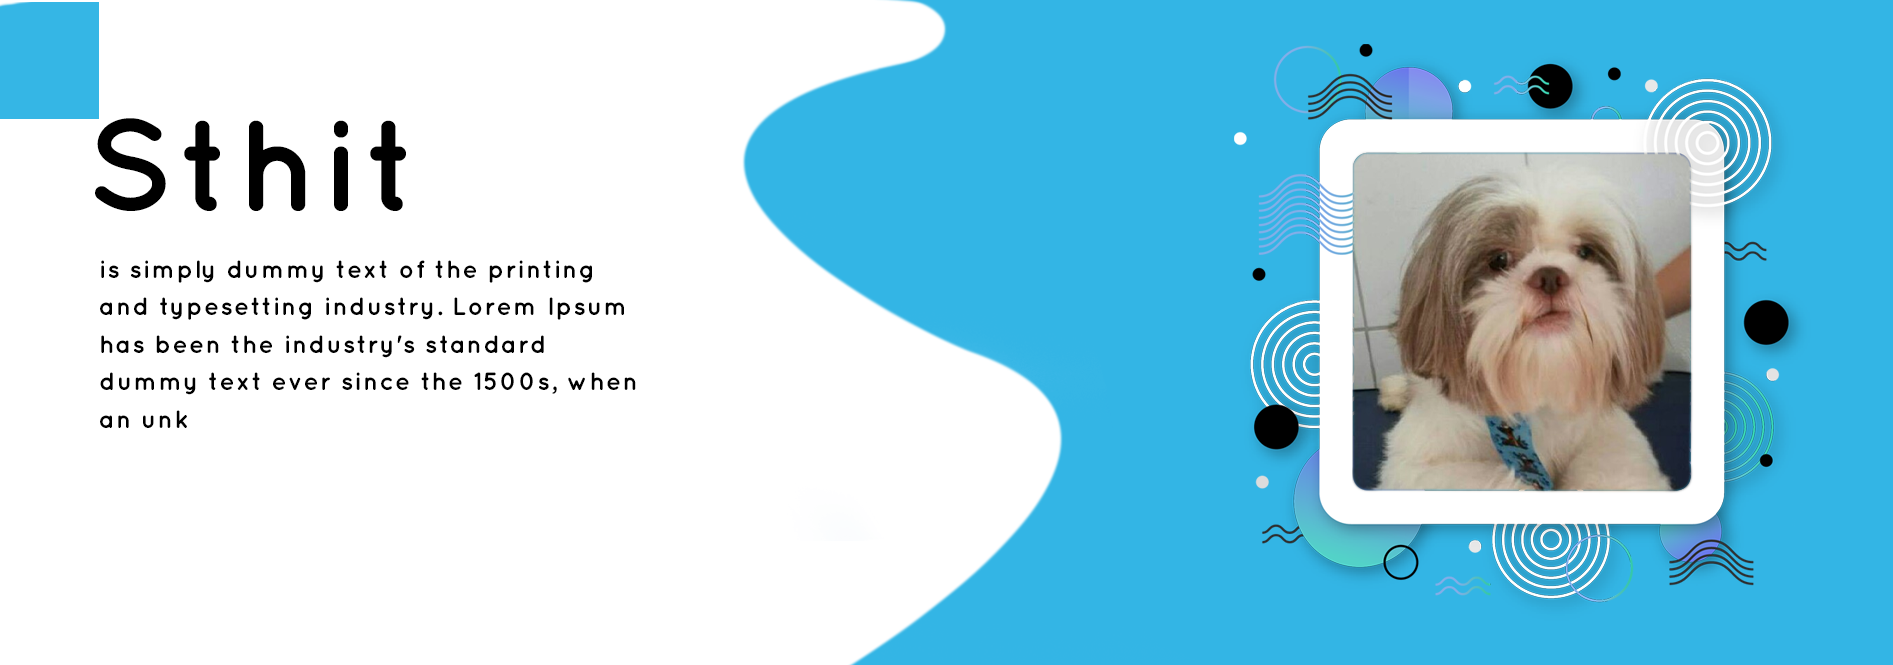 Sthit
is simply dummy text of the printing
and typesetting industry. Lorem Ipsum
has been the industry's standard
dummy text ever since the 1500s, when
an unk